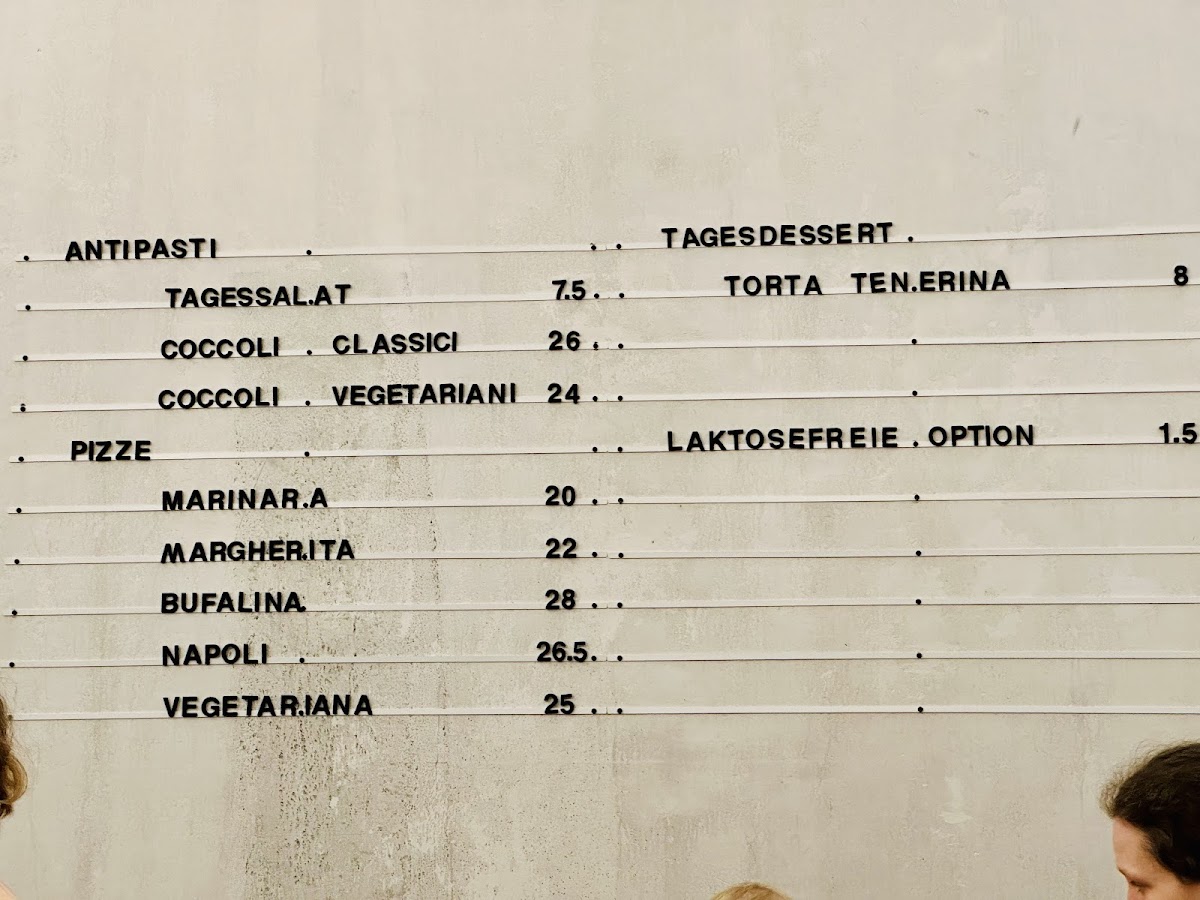 ANTIPASTI
TAGESSALAT 7.5
COCCOLI CLASSICI 26
COCCOLI VEGETARIANI 24
PIZZE
MARINARA 20
MARGHERITA 22
BUFALINA 28
NAPOLI 26.5
VEGETARIANA 25
TAGESDESSERT
TORTA TENERINA 8
LAKTOSEFREIE OPTION 1.5